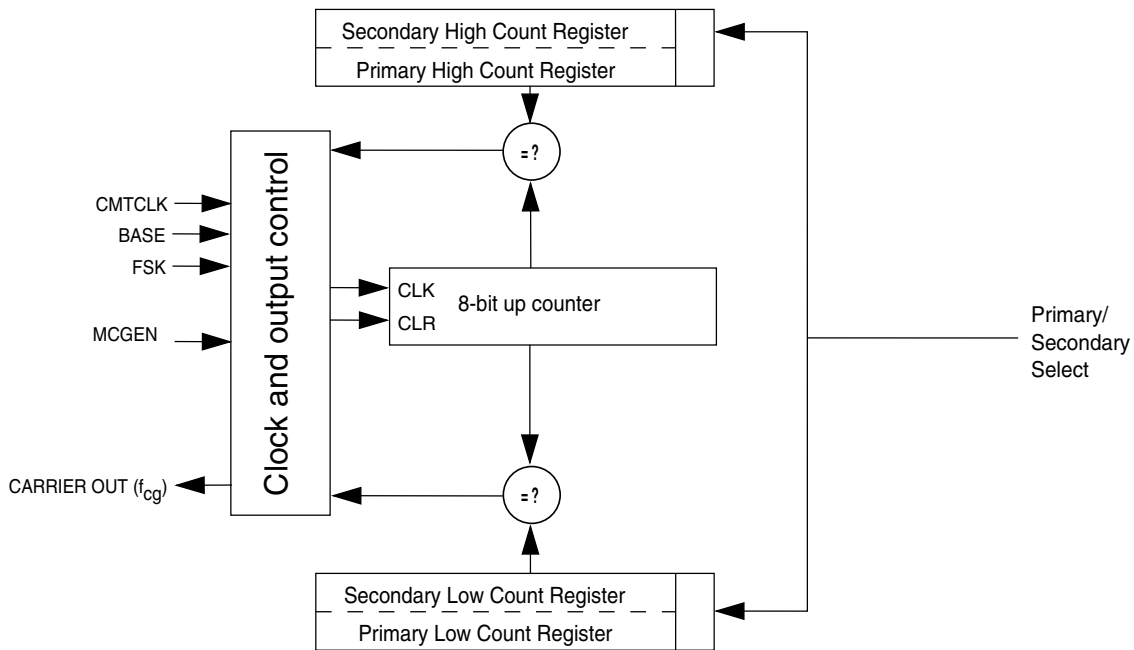 Secondary High Count Register
Primary High Count Register
=?
Clock and output control
CMTCLK
BASE
FSK
MCGEN
CARRIER OUT (fcg)
CLK
CLR
8-bit up counter
Primary/
Secondary
Select
=?
Secondary Low Count Register
Primary Low Count Register